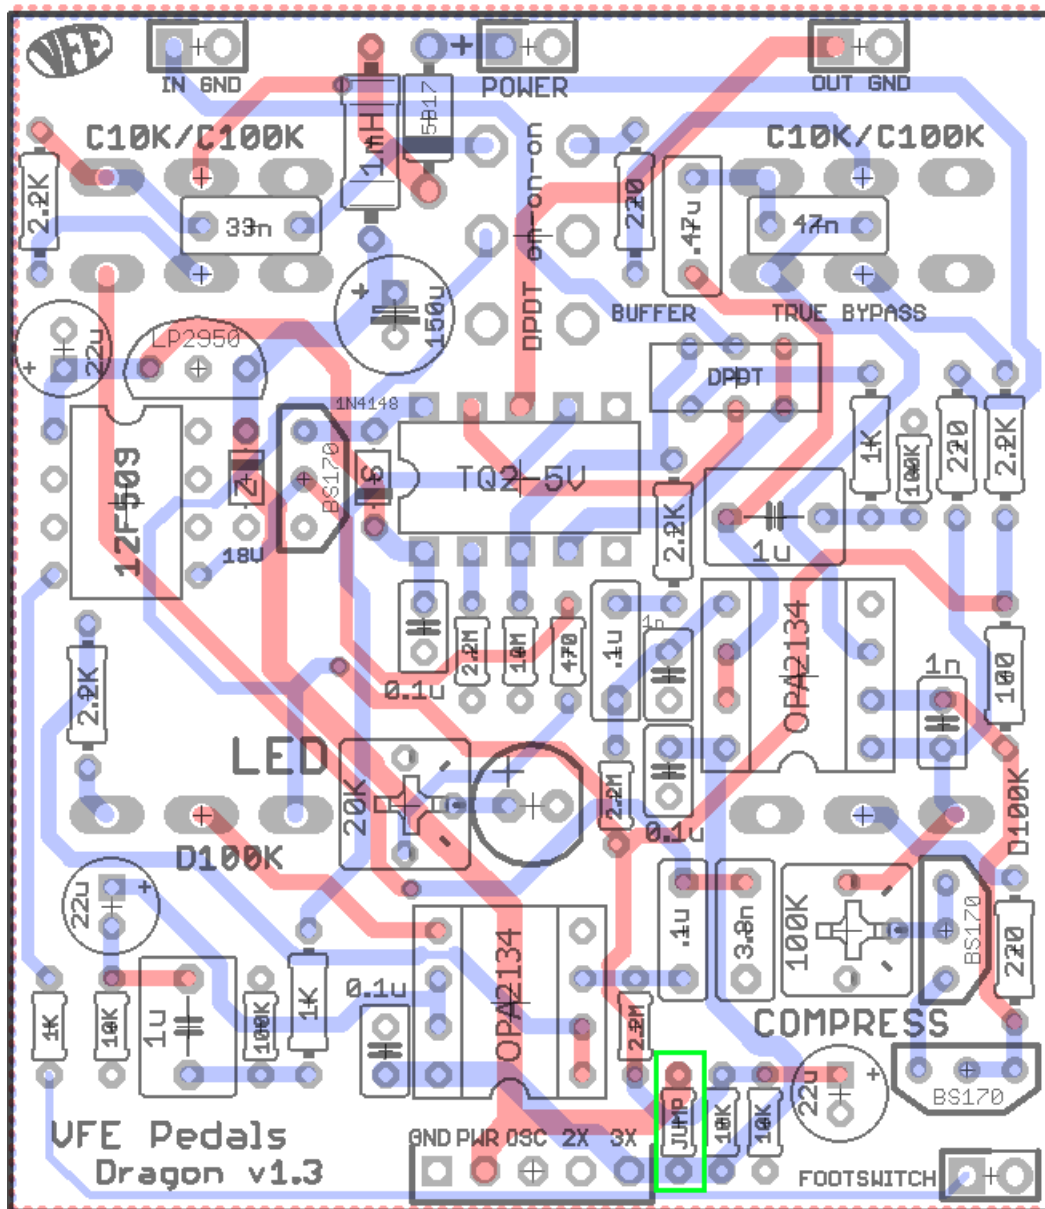 VFE
IN GND
5817
POWER
OUT GND
C10K/C100K
1nH
C10K/C100K
2.2K
33n
DPDT on-on-on
220
.47u
47n
150u
BUFFER
TRUE BYPASS
22u
LP2950
DPDT
1N4148
12F509
BS170
TQ2-5V
1K
100K
220
2.2K
18V
2.2K
1u
0.1u
2.2M
10M
470
.1u
1n
OPA2134
1n
100
2.2K
LED
20K
2.2M
0.1u
D100K
D100K
22u
.1u
3.8n
100K
BS170
220
1K
10K
1u
100K
1K
0.1u
OPA2134
2.2M
COMPRESS
JUMP
10K
10K
22u
BS170
VFE Pedals
Dragon v1.3
GND PWR OSC 2X 3X
FOOTSWITCH